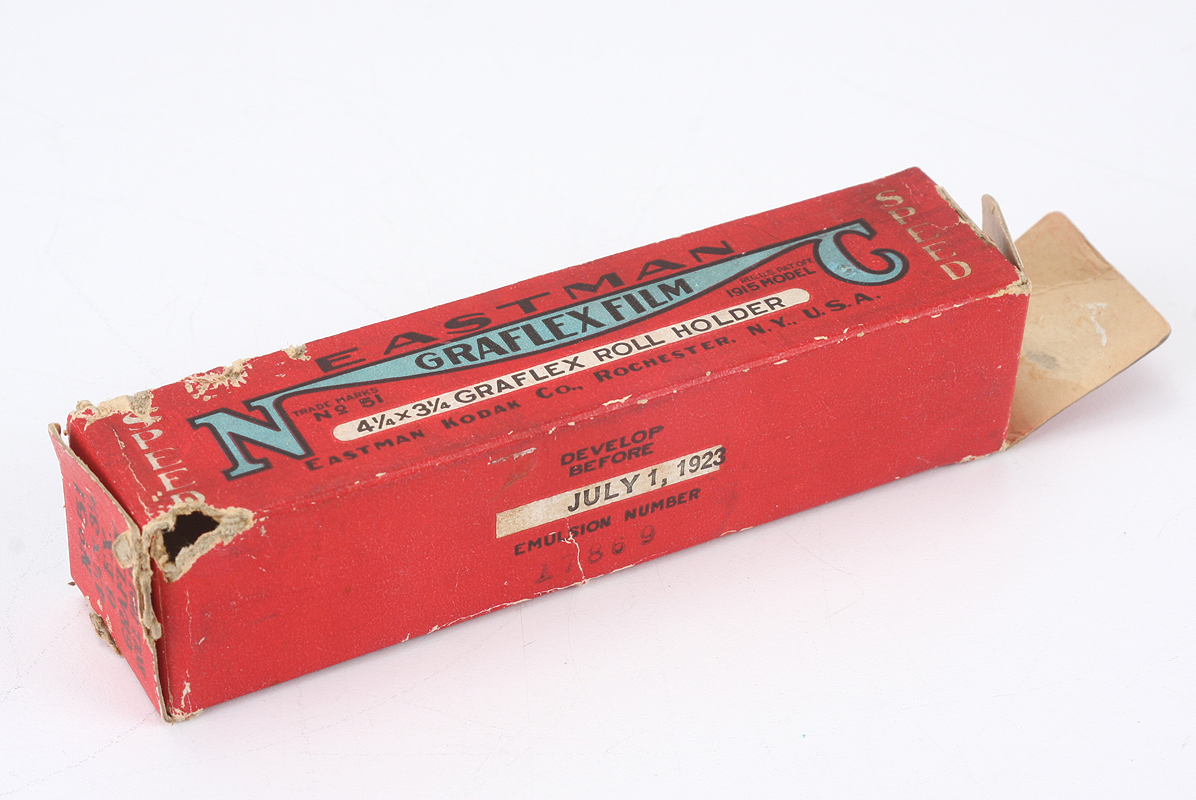 SPEED
EASTMAN
N C
GRAFLEX FILM
TRADE MARKS
REG. U.S. PAT. OFF.
No 51
1915 MODEL
4¼ x 3¼ GRAFLEX ROLL HOLDER
EASTMAN KODAK CO., ROCHESTER, N.Y., U.S.A.
SPEED
DEVELOP
BEFORE
JULY 1, 1923
EMULSION NUMBER